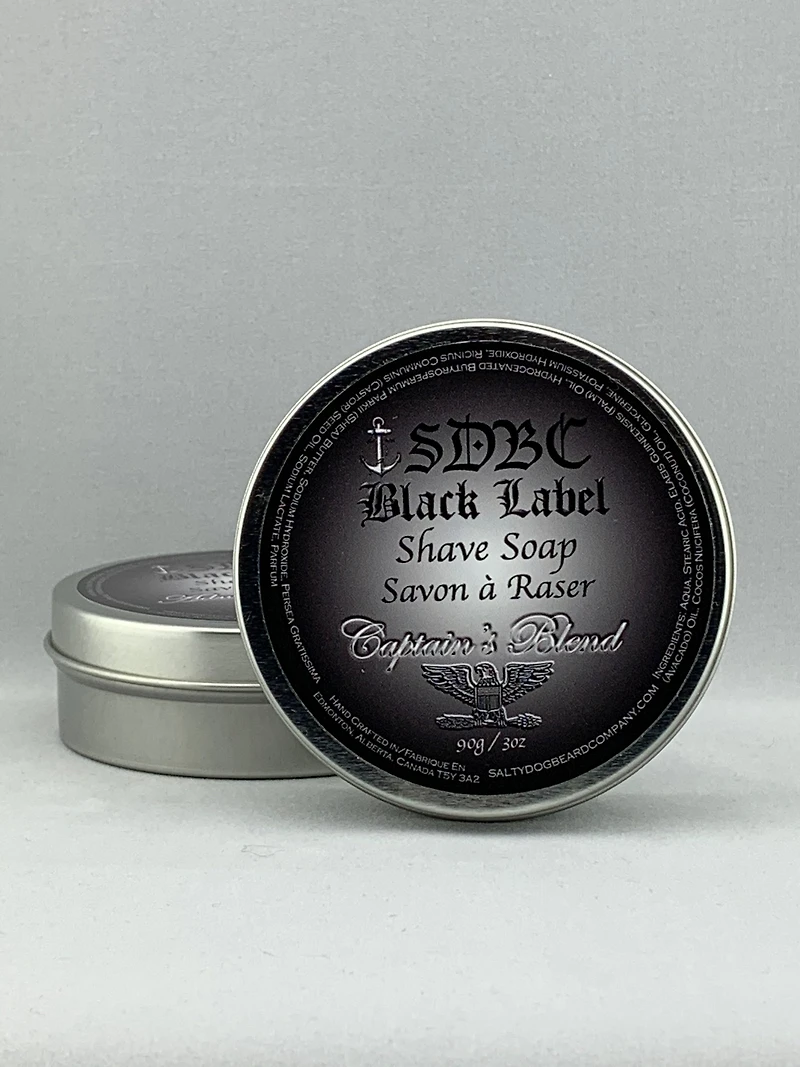 SDBC
Black Label
Shave Soap
Savon à Raser
Captain's Blend
90g / 3oz
Ingredients: Aqua, Stearic Acid, Elaeis Guineensis (Palm) Oil, Hydrogenated Butyrospermum Parkii (Shea) Butter, Sodium Hydroxide, Persea Gratissima
(Avacado) Oil, Cocos Nucifera (Coconut) Oil, Glycerine, Potassium Hydroxide, Ricinus Communis (Castor) Seed Oil, Sodium Lactate, Parfum
Hand Crafted in/Fabrique En
Edmonton, Alberta, Canada T5Y 3A2
saltydogbeardcompany.com